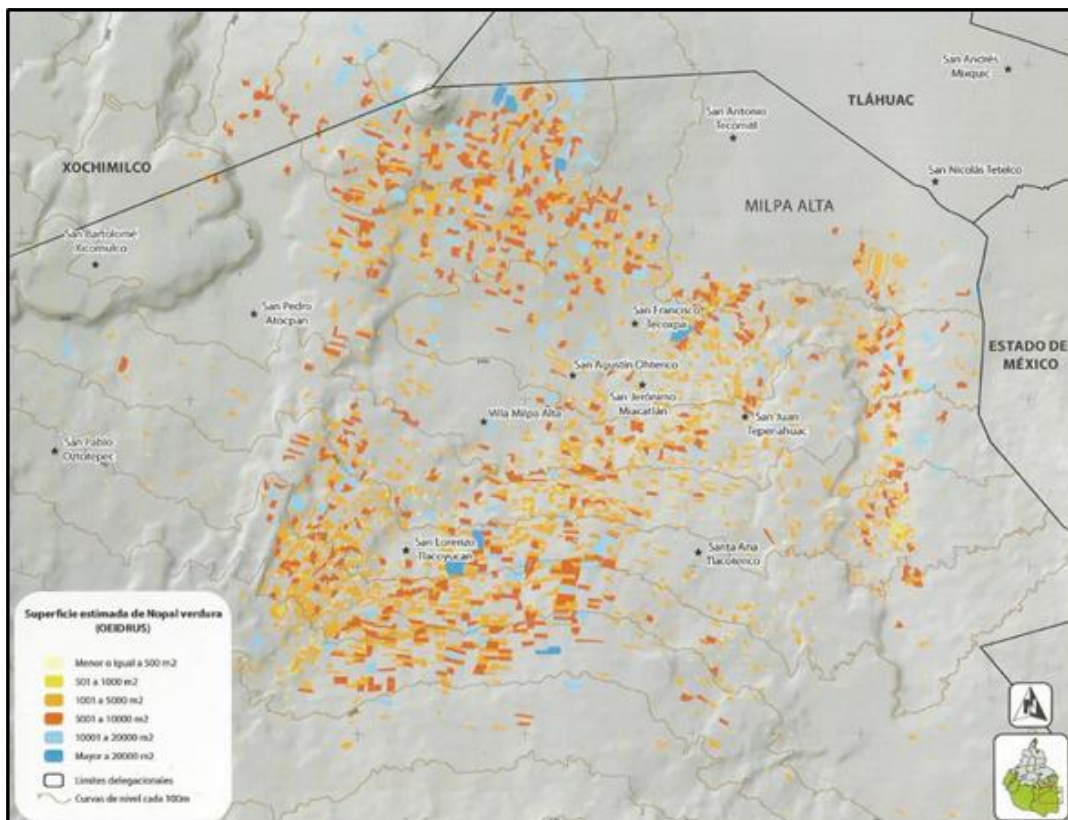 San Andrés
Mixquic
TLÁHUAC
San Antonio
Tecomitl
XOCHIMILCO
San Nicolás Tetelco
MILPA ALTA
San Bartolomé
Xicomulco
San Pedro
Atocpan
San Francisco
Tecoxpa
ESTADO DE
MÉXICO
San Agustin Ohtenco
San Jerónimo
Miacatlán
Villa Milpa Alta
San Juan
Tepenahuac
San Pablo
Oztotepec
San Lorenzo
Tlacoyucan
Santa Ana
Tlacotenco
Superficie estimada de Nopal verdura
(OEIDRUS)
Menor o igual a 500 m2
501 a 1000 m2
1001 a 5000 m2
5001 a 10000 m2
10001 a 20000 m2
Mayor a 20000 m2
Límites delegacionales
Curvas de nivel cada 100m